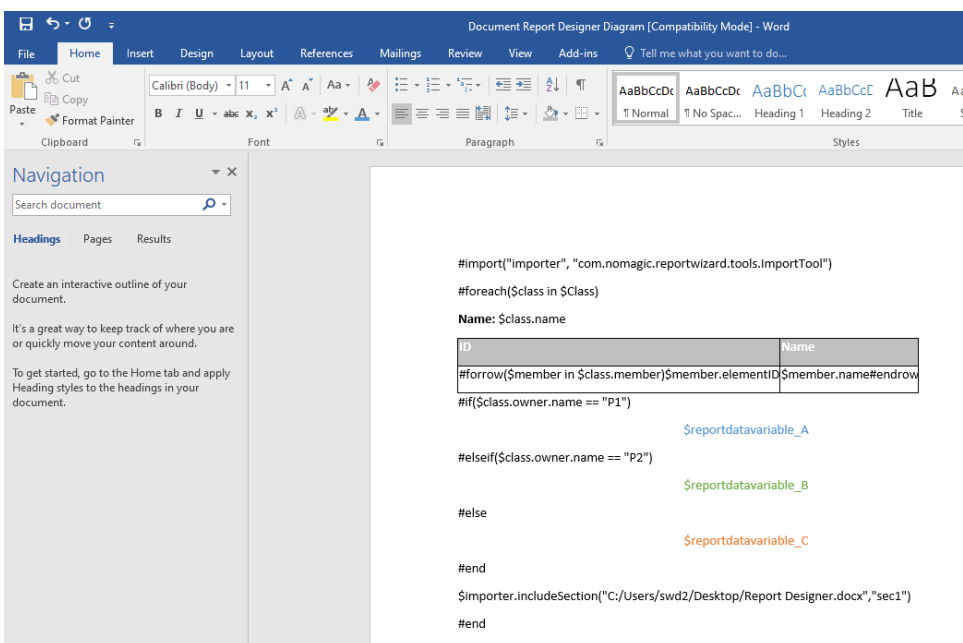 Document Report Designer Diagram [Compatibility Mode] - Word
File Home Insert Design Layout References Mailings Review View Add-ins Tell me what you want to do...
Paste
Cut
Copy
Format Painter
Clipboard
Calibri (Body) 11 A A Aa
B I U abc X₂ X² A A
Font
Paragraph
AaBbCcDc AaBbCcDc AaBbCc AaBbCcE AaB
¶ Normal ¶ No Spac... Heading 1 Heading 2 Title
Styles
Navigation
Search document
Headings Pages Results
Create an interactive outline of your
document.
It's a great way to keep track of where you are
or quickly move your content around.
To get started, go to the Home tab and apply
Heading styles to the headings in your
document.
#import("importer", "com.nomagic.reportwizard.tools.ImportTool")
#foreach($class in $Class)
Name: $class.name
ID Name
#forrow($member in $class.member)$member.elementID $member.name#endrow
#if($class.owner.name == "P1")
$reportdatavariable_A
#elseif($class.owner.name == "P2")
$reportdatavariable_B
#else
$reportdatavariable_C
#end
$importer.includeSection("C:/Users/swd2/Desktop/Report Designer.docx","sec1")
#end